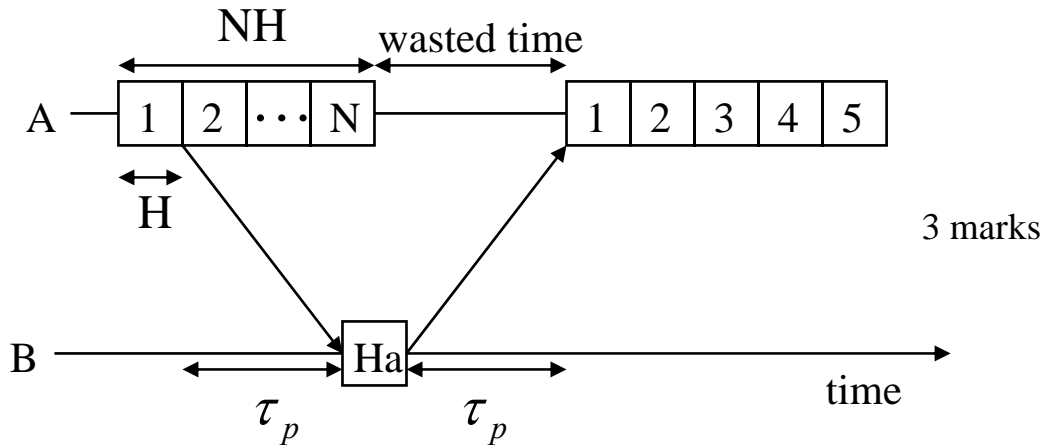 NH
wasted time
A 1 2 ... N 1 2 3 4 5
H
3 marks
B Ha
τp τp
time